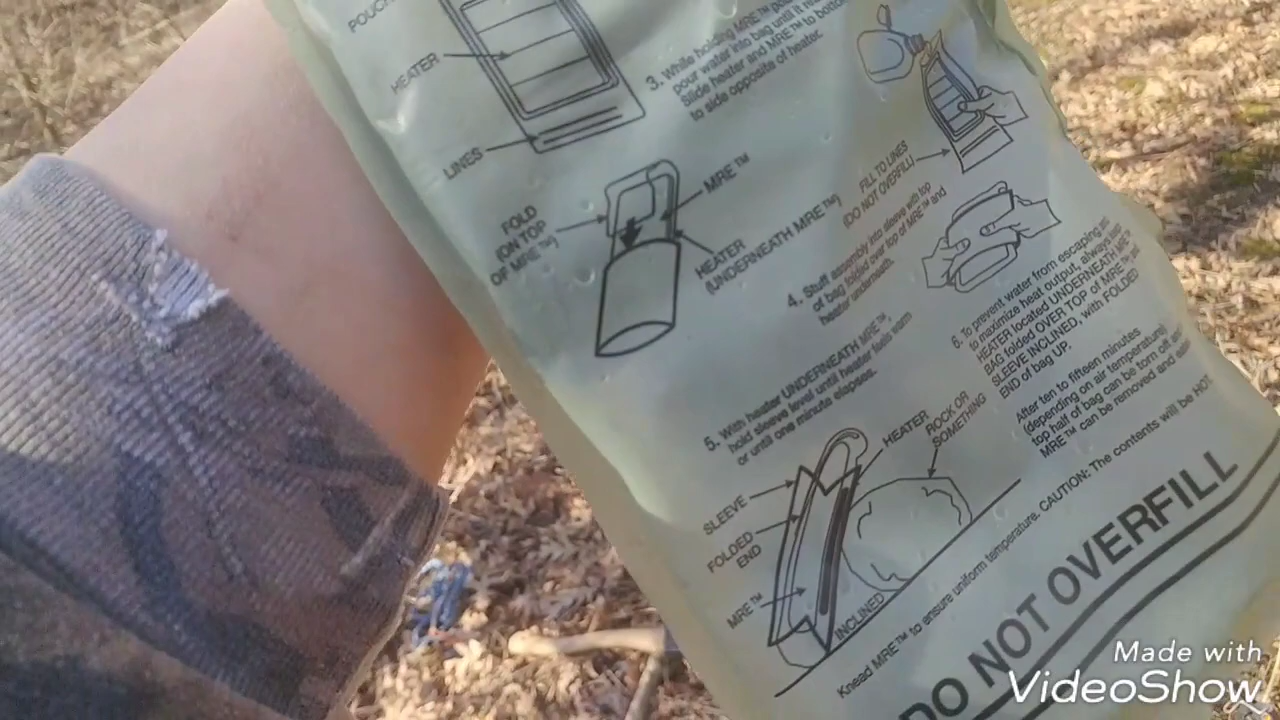 POUCH
HEATER
LINES
3. While holding MRE™
pour water into bag until it
Slide heater and MRE™ to bottom
to side opposite of heater.
FILL TO LINES
(DO NOT OVERFILL)
MRE™
FOLD
(ON TOP
OF MRE™)
HEATER
(UNDERNEATH MRE™)
4. Stuff assembly into sleeve with top
of bag folded over top of MRE™ and
heater underneath.
5. With heater UNDERNEATH MRE™,
hold sleeve level until heater feels warm
or until one minute elapses.
6. To prevent water from escaping and
to maximize heat output, always keep
HEATER located UNDERNEATH MRE™
BAG folded OVER TOP of MRE™
SLEEVE INCLINED, with FOLDED
END of bag UP.
After ten to fifteen minutes
(depending on air temperature)
top half of bag can be torn off and
MRE™ can be removed and
HEATER
ROCK OR
SOMETHING
SLEEVE
FOLDED
END
MRE™
INCLINED
Knead MRE™ to ensure uniform temperature. CAUTION: The contents will be HOT.
DO NOT OVERFILL
Made with
VideoShow